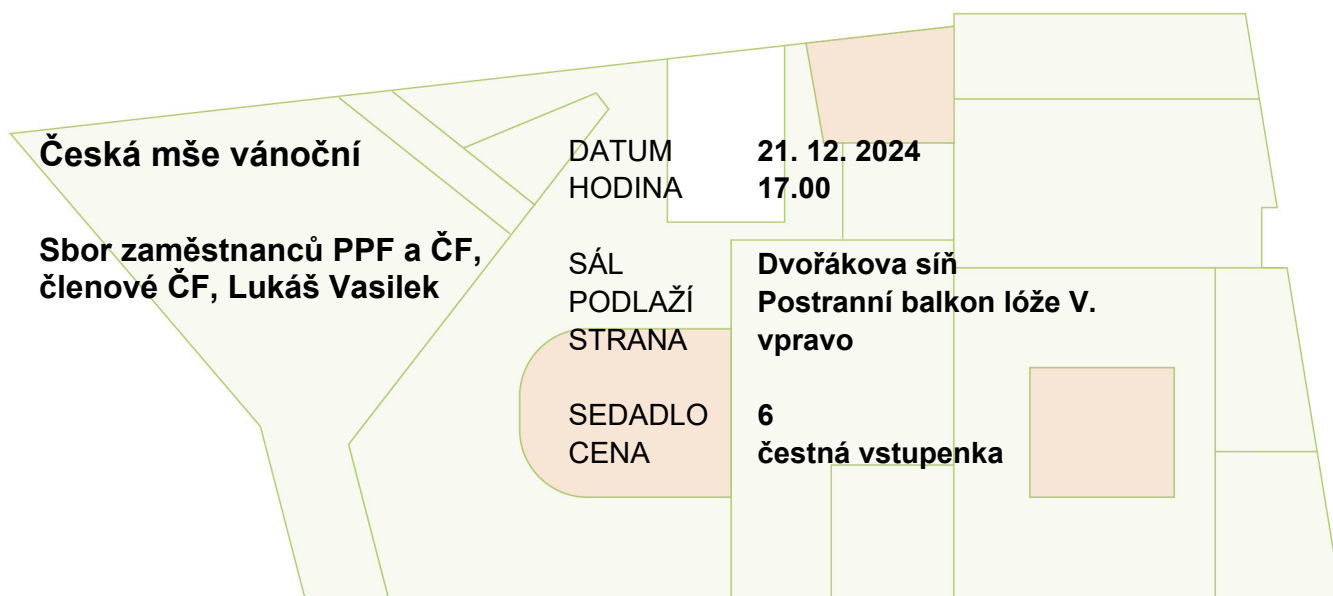 Česká mše vánoční
Sbor zaměstnanců PPF a ČF,
členové ČF, Lukáš Vasilek
DATUM 21. 12. 2024
HODINA 17.00
SÁL Dvořákova síň
PODLAŽÍ Postranní balkon lóže V.
STRANA vpravo
SEDADLO 6
CENA čestná vstupenka